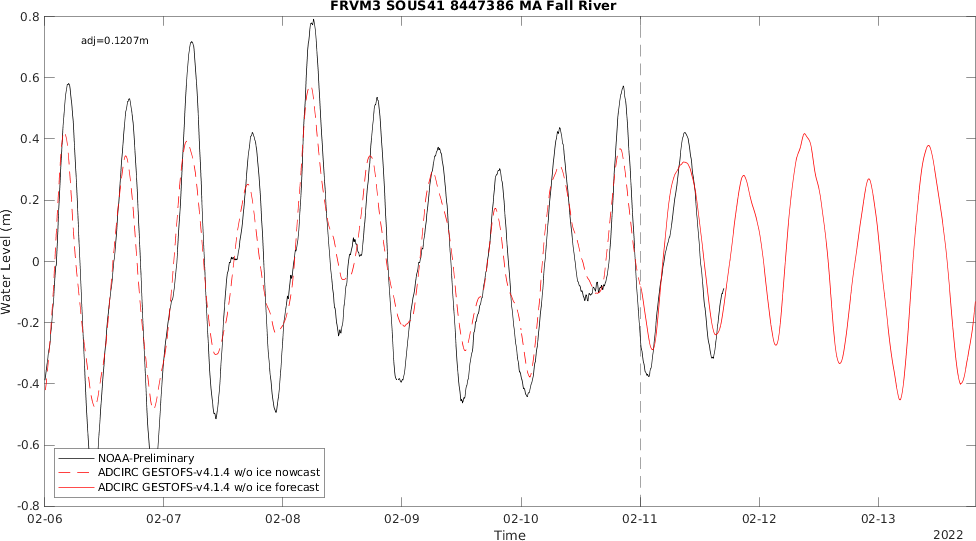 FRVM3 SOUS41 8447386 MA Fall River
adj=0.1207m
0.8
0.6
0.4
0.2
0
-0.2
-0.4
-0.6
-0.8
Water Level (m)
NOAA-Preliminary
ADCIRC GESTOFS-v4.1.4 w/o ice nowcast
ADCIRC GESTOFS-v4.1.4 w/o ice forecast
02-06 02-07 02-08 02-09 02-10 02-11 02-12 02-13
Time
2022